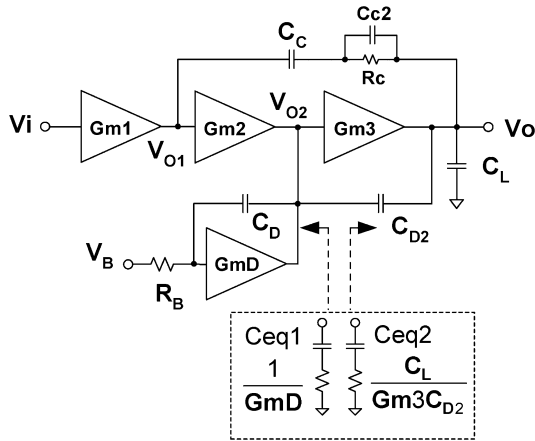 Cc2
CC
Rc
Vi
Gm1
VO1
Gm2
VO2
Gm3
Vo
CL
CD
CD2
VB
RB
GmD
Ceq1
1
GmD
Ceq2
CL
Gm3CD2